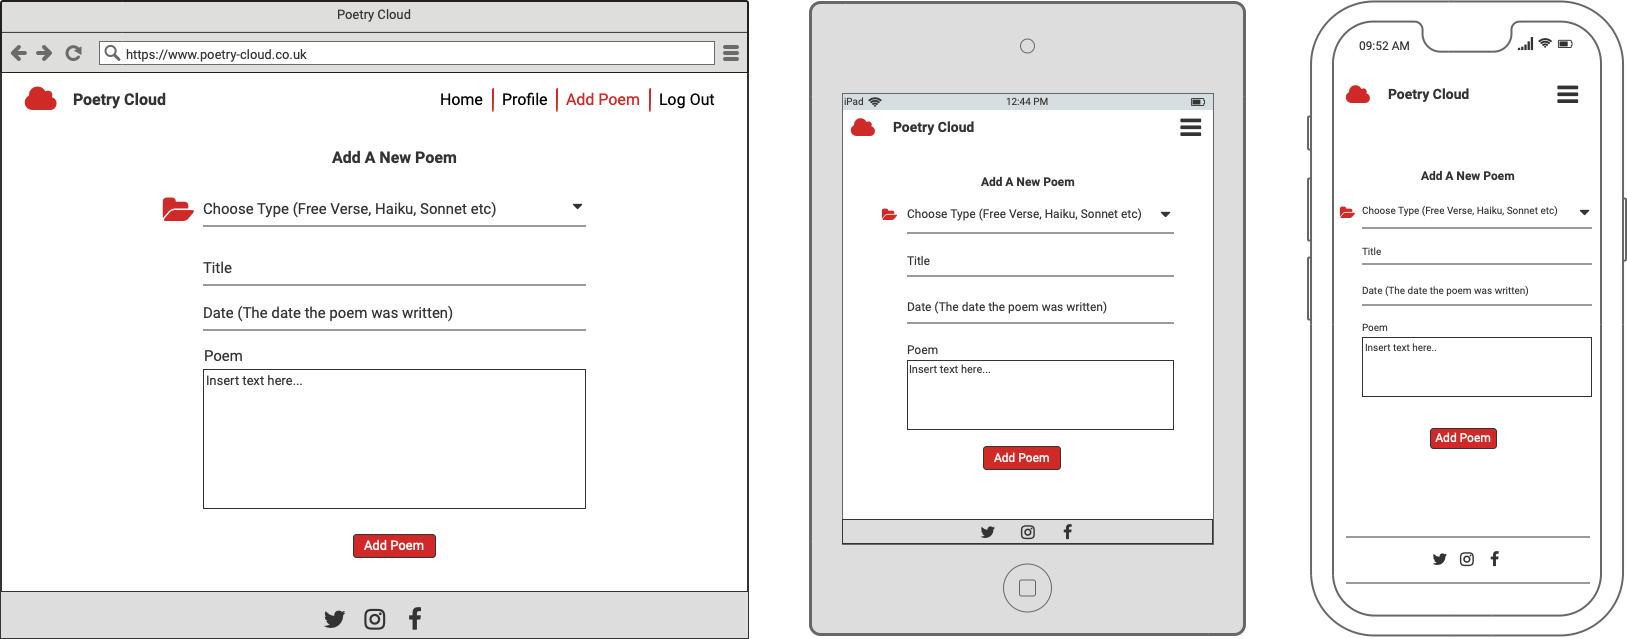 Poetry Cloud
https://www.poetry-cloud.co.uk
Poetry Cloud
Home Profile Add Poem Log Out
Add A New Poem
Choose Type (Free Verse, Haiku, Sonnet etc)
Title
Date (The date the poem was written)
Poem
Insert text here...
Add Poem
iPad 12:44 PM
Poetry Cloud
Add A New Poem
Choose Type (Free Verse, Haiku, Sonnet etc)
Title
Date (The date the poem was written)
Poem
Insert text here...
Add Poem
09:52 AM
Poetry Cloud
Add A New Poem
Choose Type (Free Verse, Haiku, Sonnet etc)
Title
Date (The date the poem was written)
Poem
Insert text here..
Add Poem